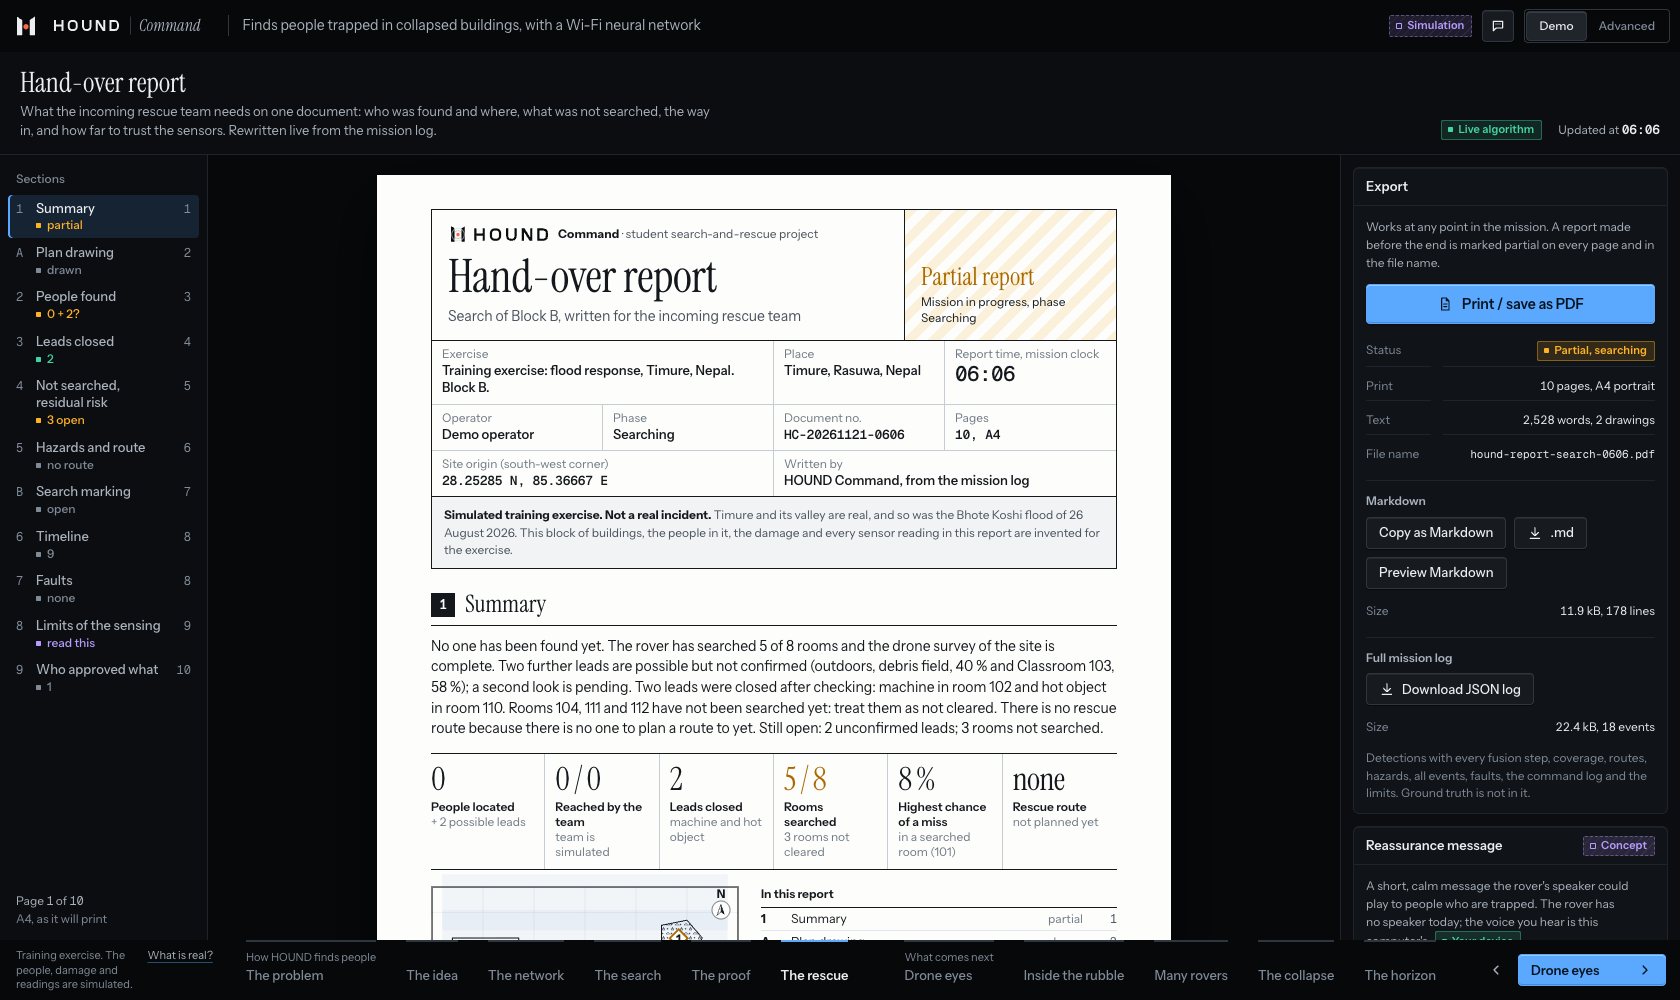 HOUND Command
Finds people trapped in collapsed buildings, with a Wi-Fi neural network
Simulation
Demo
Advanced
Hand-over report
What the incoming rescue team needs on one document: who was found and where, what was not searched, the way
in, and how far to trust the sensors. Rewritten live from the mission log.
Live algorithm
Updated at 06:06
Sections
1 Summary 1
partial
A Plan drawing 2
drawn
2 People found 3
0 + 2?
3 Leads closed 4
2
4 Not searched, 5
residual risk
3 open
5 Hazards and route 6
no route
B Search marking 7
open
6 Timeline 8
9
7 Faults 8
none
8 Limits of the sensing 9
read this
9 Who approved what 10
1
Page 1 of 10
A4, as it will print
HOUND Command · student search-and-rescue project
Hand-over report
Search of Block B, written for the incoming rescue team
Partial report
Mission in progress, phase
Searching
Exercise
Training exercise: flood response, Timure, Nepal.
Block B.
Place
Timure, Rasuwa, Nepal
Report time, mission clock
06:06
Operator
Demo operator
Phase
Searching
Document no.
HC-20261121-0606
Pages
10, A4
Site origin (south-west corner)
28.25285 N, 85.36667 E
Written by
HOUND Command, from the mission log
Simulated training exercise. Not a real incident. Timure and its valley are real, and so was the Bhote Koshi flood of 26
August 2026. This block of buildings, the people in it, the damage and every sensor reading in this report are invented for
the exercise.
1 Summary
No one has been found yet. The rover has searched 5 of 8 rooms and the drone survey of the site is
complete. Two further leads are possible but not confirmed (outdoors, debris field, 40 % and Classroom 103,
58 %); a second look is pending. Two leads were closed after checking: machine in room 102 and hot object
in room 110. Rooms 104, 111 and 112 have not been searched yet: treat them as not cleared. There is no rescue
route because there is no one to plan a route to yet. Still open: 2 unconfirmed leads; 3 rooms not searched.
0
People located
+ 2 possible leads
0/0
Reached by the
team
team is
simulated
2
Leads closed
machine and hot
object
5/8
Rooms
searched
3 rooms not
cleared
8 %
Highest chance
of a miss
in a searched
room (101)
none
Rescue route
not planned yet
N
In this report
1 Summary partial 1
Export
Works at any point in the mission. A report made
before the end is marked partial on every page and in
the file name.
Print / save as PDF
Status Partial, searching
Print 10 pages, A4 portrait
Text 2,528 words, 2 drawings
File name hound-report-search-0606.pdf
Markdown
Copy as Markdown
.md
Preview Markdown
Size 11.9 kB, 178 lines
Full mission log
Download JSON log
Size 22.4 kB, 18 events
Detections with every fusion step, coverage, routes,
hazards, all events, faults, the command log and the
limits. Ground truth is not in it.
Reassurance message
Concept
A short, calm message the rover's speaker could
play to people who are trapped. The rover has
no speaker today; the voice you hear is this
Training exercise. The
people, damage and
readings are simulated.
What is real?
How HOUND finds people
The problem
The idea
The network
The search
The proof
The rescue
What comes next
Drone eyes
Inside the rubble
Many rovers
The collapse
The horizon
Drone eyes